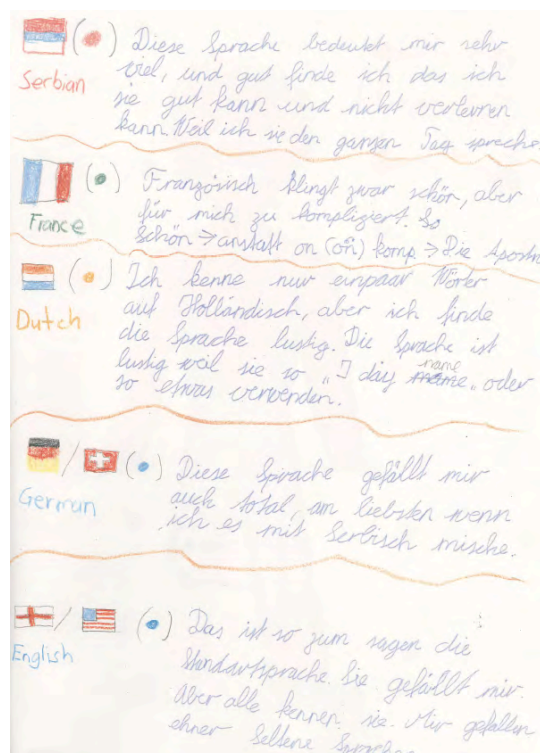 Serbian
Diese Sprache bedeutet mir sehr
viel, und gut finde ich das ich
sie gut kann und nicht verlernen
kann. Weil ich sie den ganzen Tag spreche
France
Französisch klingt zwar schön, aber
für mich zu kompliziert. So
Schön → anstatt on (oñ) komp. → Die Apostr
Dutch
Ich kenne nur einpaar Wörter
auf Holländisch, aber ich finde
die Sprache lustig. Die Sprache ist
lustig weil sie so „I day name„ oder
so etwas verwenden.
German
Diese Sprache gefällt mir
auch total, am liebsten wenn
ich es mit Serbisch mische.
English
Das ist so zum sagen die
Standartsprache. Sie gefällt mir.
Aber alle kennen sie. Mir gefallen
eher Seltene Sprachen